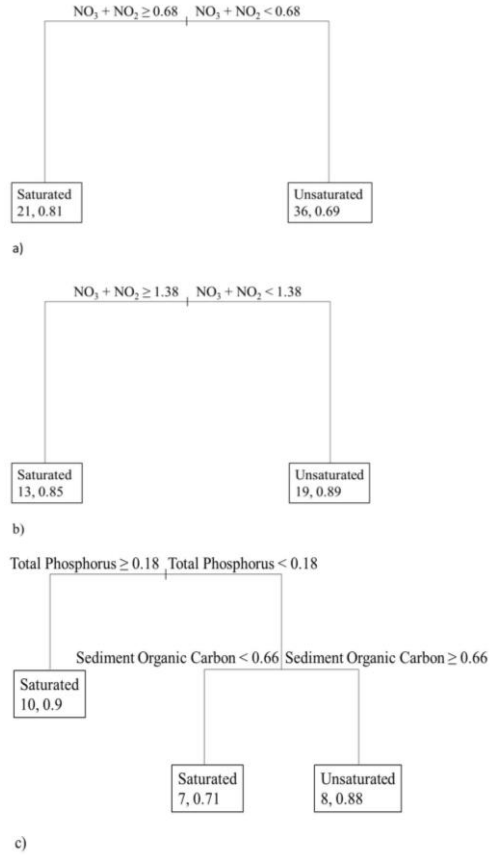 NO₃ + NO₂ ≥ 0.68 NO₃ + NO₂ < 0.68
Saturated
21, 0.81
Unsaturated
36, 0.69
a)
NO₃ + NO₂ ≥ 1.38 NO₃ + NO₂ < 1.38
Saturated
13, 0.85
Unsaturated
19, 0.89
b)
Total Phosphorus ≥ 0.18 Total Phosphorus < 0.18
Sediment Organic Carbon < 0.66 Sediment Organic Carbon ≥ 0.66
Saturated
10, 0.9
Saturated
7, 0.71
Unsaturated
8, 0.88
c)